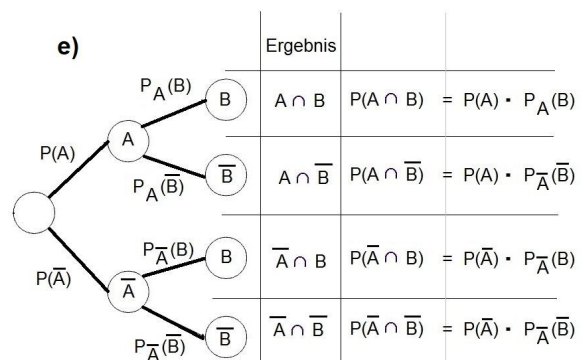 Ergebnis
e)
P_A(B) B A ∩ B P(A ∩ B) = P(A) ▪ P_A(B)
P(A) A
P_A(B̅) B̅ A ∩ B̅ P(A ∩ B̅) = P(A) ▪ P_A̅(B̅)
P_A̅(B) B A̅ ∩ B P(A̅ ∩ B) = P(A̅) ▪ P_A̅(B)
P(A̅) A̅
P_A̅(B̅) B̅ A̅ ∩ B̅ P(A̅ ∩ B̅) = P(A̅) ▪ P_A̅(B̅)